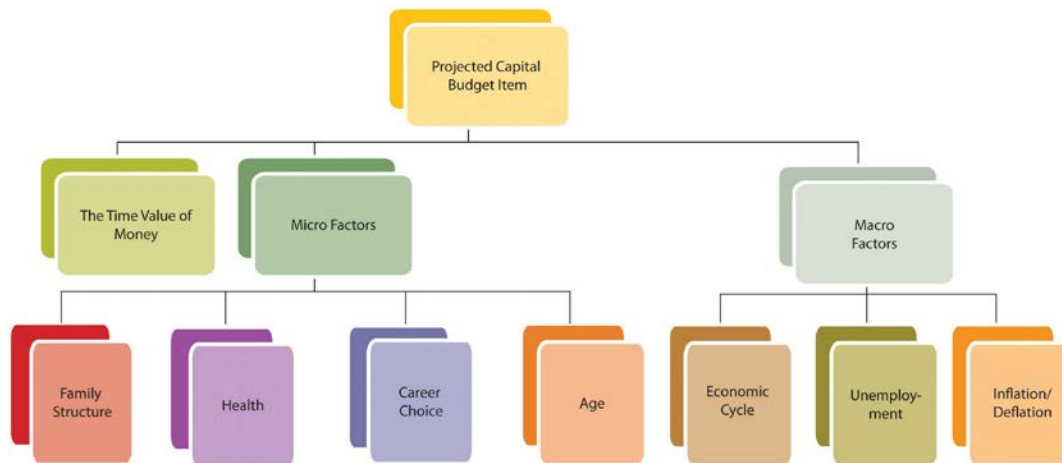 Projected Capital
Budget Item
The Time Value of
Money
Micro Factors
Macro
Factors
Family
Structure
Health
Career
Choice
Age
Economic
Cycle
Unemploy-
ment
Inflation/
Deflation